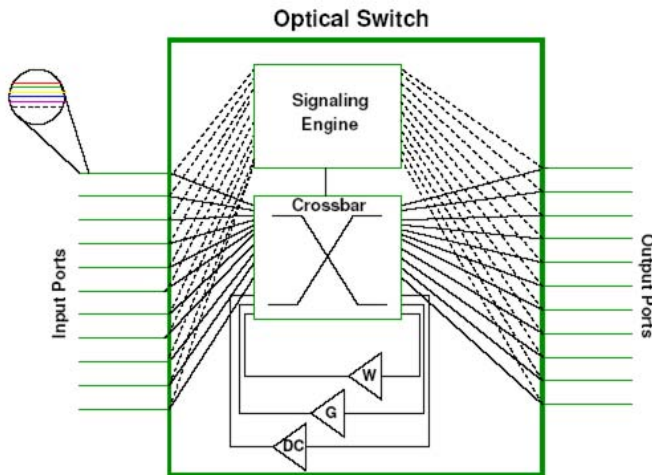 Optical Switch
Signaling
Engine
Crossbar
Input Ports
Output Ports
W
G
DC